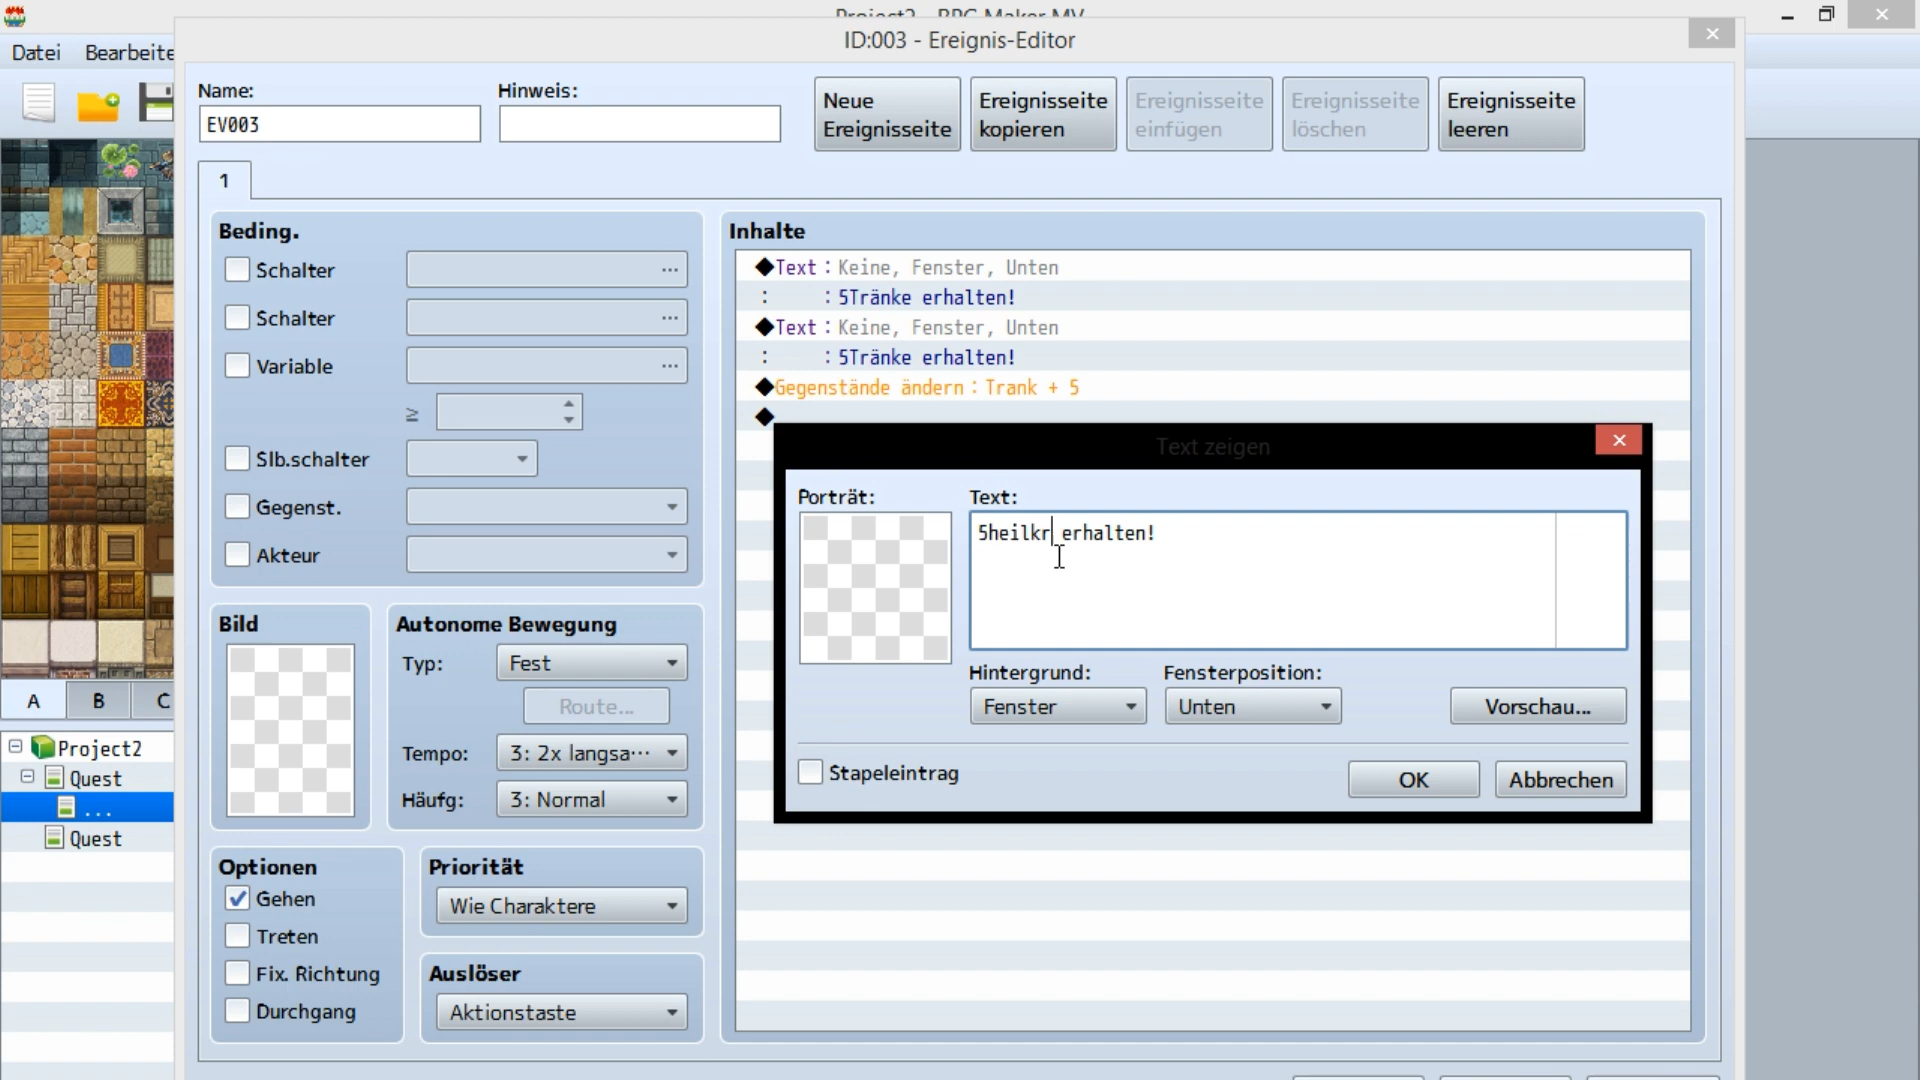 Project2 - RPG Maker MV
ID:003 - Ereignis-Editor
Datei Bearbeite
Name:
EV003
Hinweis:
Neue Ereignisseite
Ereignisseite kopieren
Ereignisseite einfügen
Ereignisseite löschen
Ereignisseite leeren
1
Beding.
Schalter ...
Schalter ...
Variable ...
≥
Slb.schalter
Gegenst.
Akteur
Bild
Autonome Bewegung
Typ: Fest
Route...
Tempo: 3: 2x langsa...
Häufg: 3: Normal
Optionen
Gehen
Treten
Fix. Richtung
Durchgang
Priorität
Wie Charaktere
Auslöser
Aktionstaste
Inhalte
◆Text：Keine, Fenster, Unten
:　　：5Tränke erhalten!
◆Text：Keine, Fenster, Unten
:　　：5Tränke erhalten!
◆Gegenstände ändern：Trank + 5
◆
Text zeigen
Porträt:
Text:
5heilkr erhalten!
Hintergrund:
Fenster
Fensterposition:
Unten
Vorschau...
Stapeleintrag
OK
Abbrechen
A B C
Project2
Quest
...
Quest